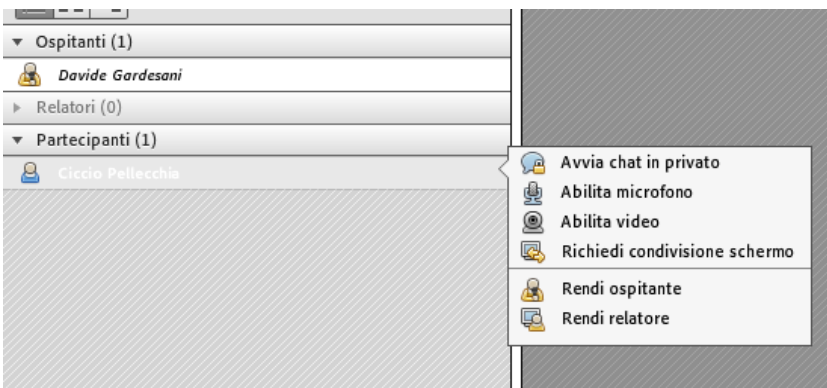 Ospitanti (1)
Davide Gardesani
Relatori (0)
Partecipanti (1)
Ciccio Pellecchia
Avvia chat in privato
Abilita microfono
Abilita video
Richiedi condivisione schermo
Rendi ospitante
Rendi relatore